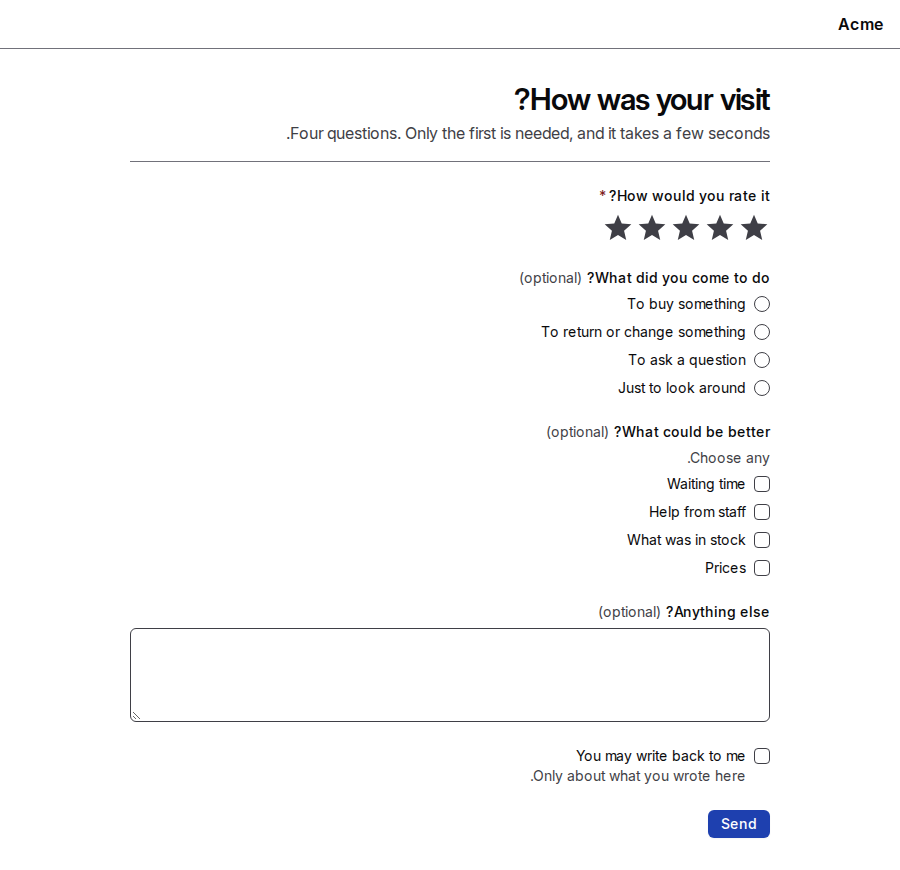 Acme
How was your visit?
Four questions. Only the first is needed, and it takes a few seconds.
How would you rate it? *
What did you come to do? (optional)
To buy something
To return or change something
To ask a question
Just to look around
What could be better? (optional)
Choose any.
Waiting time
Help from staff
What was in stock
Prices
Anything else? (optional)
You may write back to me
Only about what you wrote here.
Send